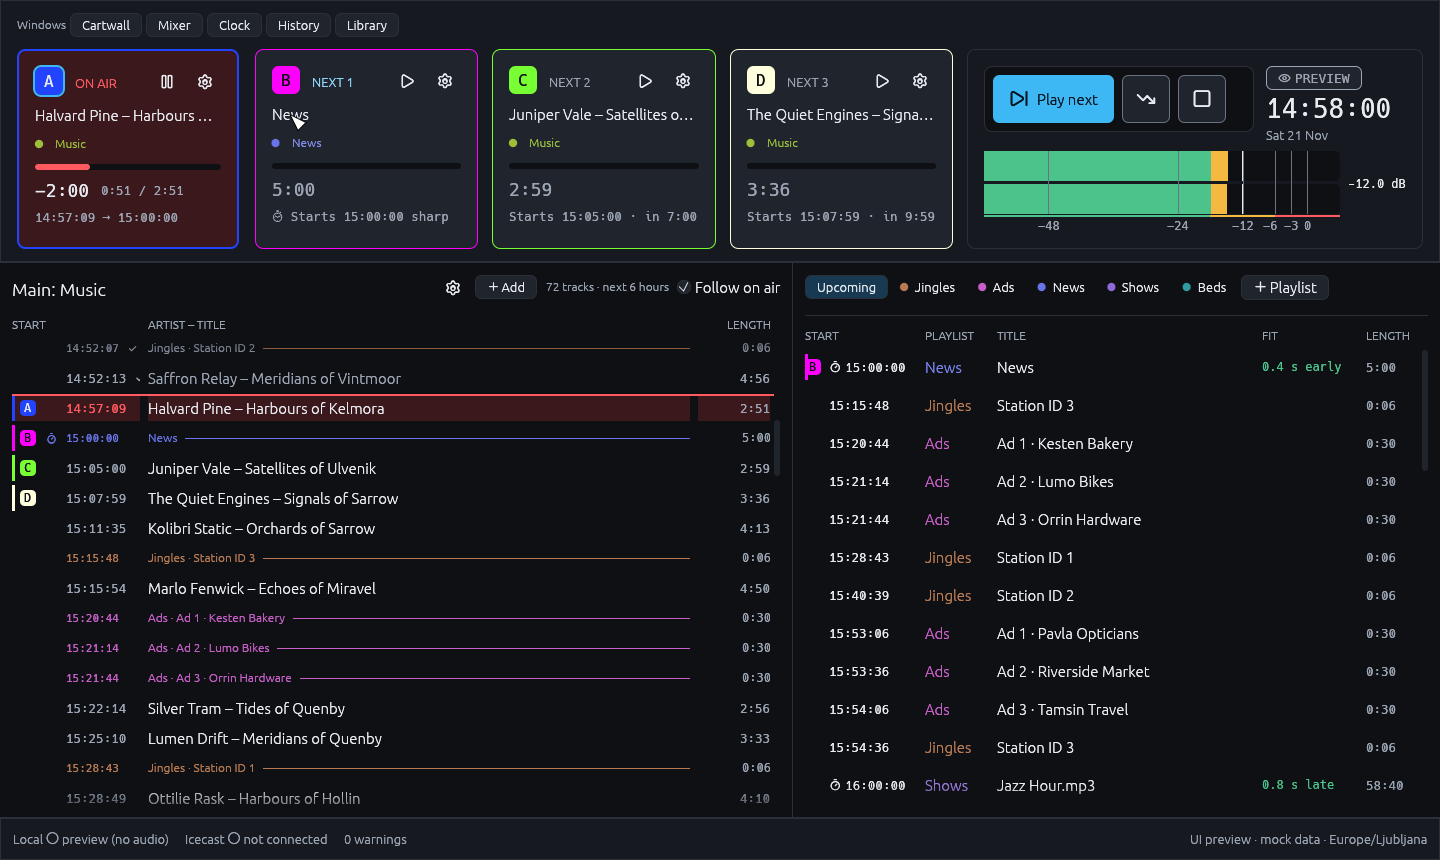 Windows Cartwall Mixer Clock History Library
A ON AIR
Halvard Pine – Harbours ...
Music
−2:00 0:51 / 2:51
14:57:09 → 15:00:00
B NEXT 1
News
News
5:00
Starts 15:00:00 sharp
C NEXT 2
Juniper Vale – Satellites o...
Music
2:59
Starts 15:05:00 · in 7:00
D NEXT 3
The Quiet Engines – Signa...
Music
3:36
Starts 15:07:59 · in 9:59
Play next
PREVIEW
14:58:00
Sat 21 Nov
-12.0 dB
−48 −24 −12 −6 −3 0
Main: Music
+ Add 72 tracks · next 6 hours ✓ Follow on air
START ARTIST – TITLE LENGTH
14:52:07 ✓ Jingles · Station ID 2 0:06
14:52:13 Saffron Relay – Meridians of Vintmoor 4:56
A 14:57:09 Halvard Pine – Harbours of Kelmora 2:51
B 15:00:00 News 5:00
C 15:05:00 Juniper Vale – Satellites of Ulvenik 2:59
D 15:07:59 The Quiet Engines – Signals of Sarrow 3:36
15:11:35 Kolibri Static – Orchards of Sarrow 4:13
15:15:48 Jingles · Station ID 3 0:06
15:15:54 Marlo Fenwick – Echoes of Miravel 4:50
15:20:44 Ads · Ad 1 · Kesten Bakery 0:30
15:21:14 Ads · Ad 2 · Lumo Bikes 0:30
15:21:44 Ads · Ad 3 · Orrin Hardware 0:30
15:22:14 Silver Tram – Tides of Quenby 2:56
15:25:10 Lumen Drift – Meridians of Quenby 3:33
15:28:43 Jingles · Station ID 1 0:06
15:28:49 Ottilie Rask – Harbours of Hollin 4:10
Upcoming Jingles Ads News Shows Beds + Playlist
START PLAYLIST TITLE FIT LENGTH
B 15:00:00 News News 0.4 s early 5:00
15:15:48 Jingles Station ID 3 0:06
15:20:44 Ads Ad 1 · Kesten Bakery 0:30
15:21:14 Ads Ad 2 · Lumo Bikes 0:30
15:21:44 Ads Ad 3 · Orrin Hardware 0:30
15:28:43 Jingles Station ID 1 0:06
15:40:39 Jingles Station ID 2 0:06
15:53:06 Ads Ad 1 · Pavla Opticians 0:30
15:53:36 Ads Ad 2 · Riverside Market 0:30
15:54:06 Ads Ad 3 · Tamsin Travel 0:30
15:54:36 Jingles Station ID 3 0:06
16:00:00 Shows Jazz Hour.mp3 0.8 s late 58:40
Local preview (no audio) Icecast not connected 0 warnings
UI preview · mock data · Europe/Ljubljana